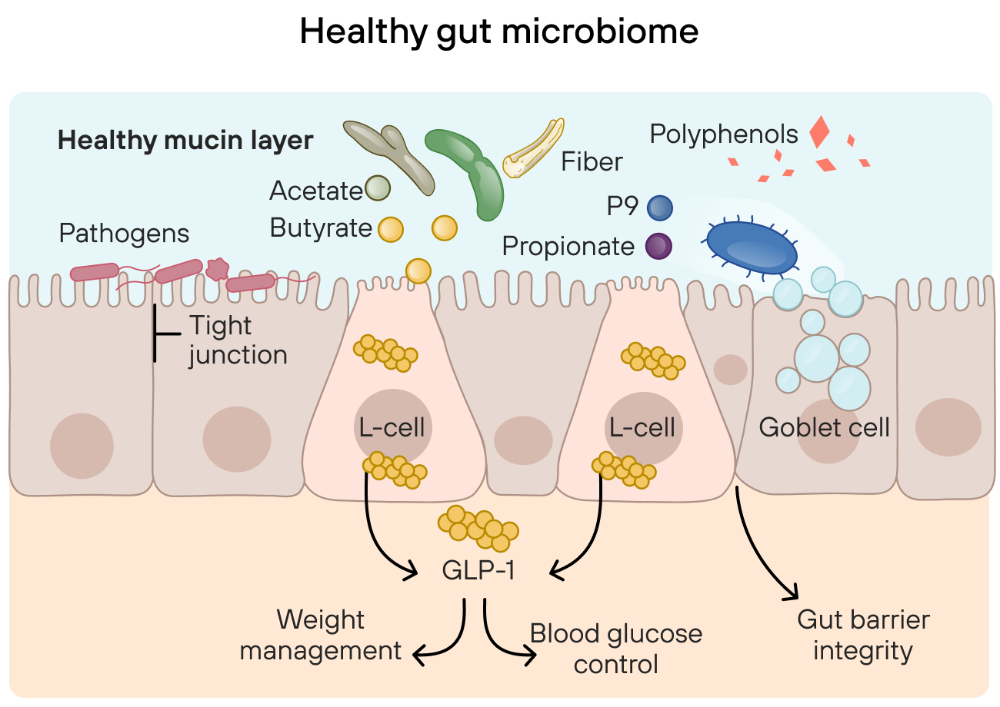 Healthy gut microbiome
Healthy mucin layer
Polyphenols
Fiber
Acetate
P9
Butyrate
Pathogens
Propionate
Tight
junction
L-cell
L-cell
Goblet cell
GLP-1
Weight
management
Blood glucose
control
Gut barrier
integrity